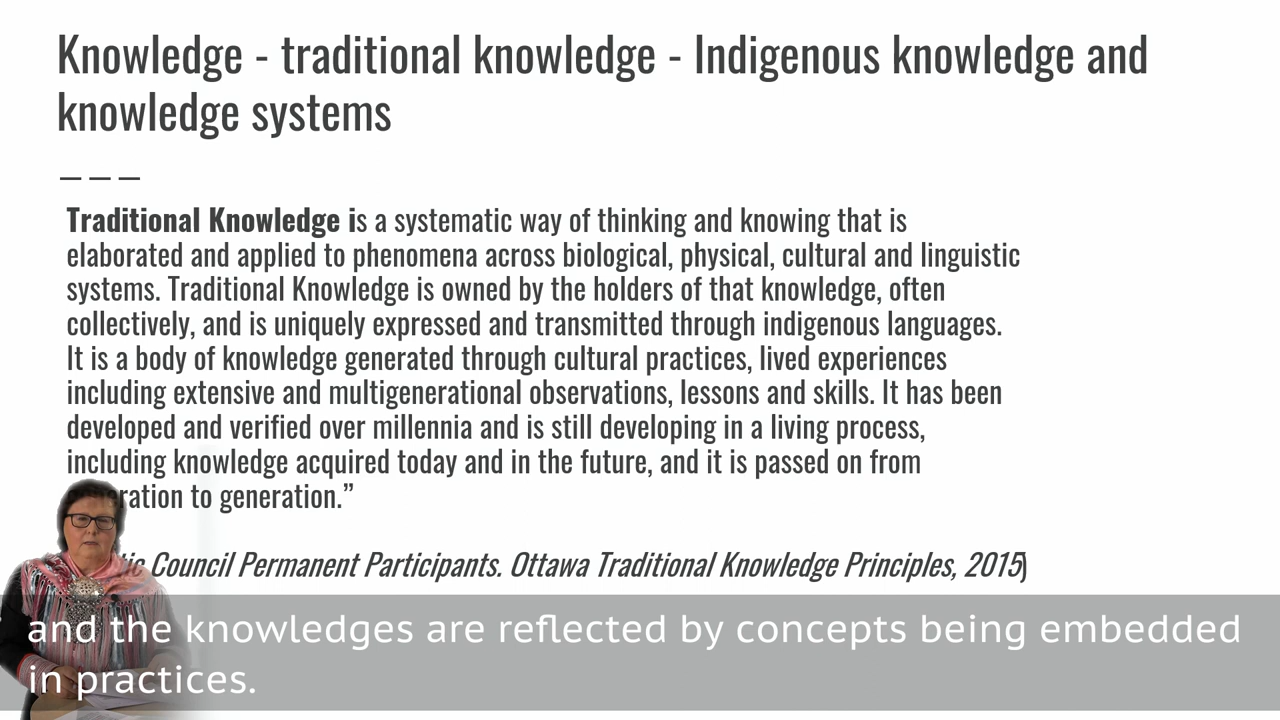 Knowledge - traditional knowledge - Indigenous knowledge and
knowledge systems
Traditional Knowledge is a systematic way of thinking and knowing that is
elaborated and applied to phenomena across biological, physical, cultural and linguistic
systems. Traditional Knowledge is owned by the holders of that knowledge, often
collectively, and is uniquely expressed and transmitted through indigenous languages.
It is a body of knowledge generated through cultural practices, lived experiences
including extensive and multigenerational observations, lessons and skills. It has been
developed and verified over millennia and is still developing in a living process,
including knowledge acquired today and in the future, and it is passed on from
to generation.”
Council Permanent Participants. Ottawa Traditional Knowledge Principles, 2015)
and the knowledges are reflected by concepts being embedded
in practices.